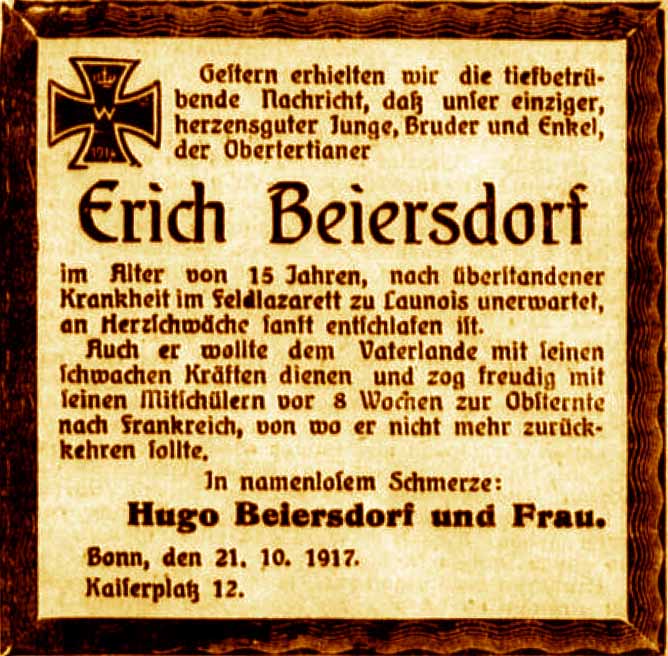 W
1914
Geſtern erhielten wir die tiefbetrü-
bende Nachricht, daß unſer einziger,
herzensguter Junge, Bruder und Enkel,
der Obertertianer
Erich Beiersdorf
im Alter von 15 Jahren, nach überſtandener
Krankheit im Feldlazarett zu Launois unerwartet,
an Herzſchwäche ſanft entſchlafen iſt.
Auch er wollte dem Vaterlande mit ſeinen
ſchwachen Kräften dienen und zog freudig mit
ſeinen Mitſchülern vor 8 Wochen zur Obſternte
nach Frankreich, von wo er nicht mehr zurück-
kehren ſollte.
In namenloſem Schmerze:
Hugo Beiersdorf und Frau.
Bonn, den 21. 10. 1917.
Kaiſerplatz 12.